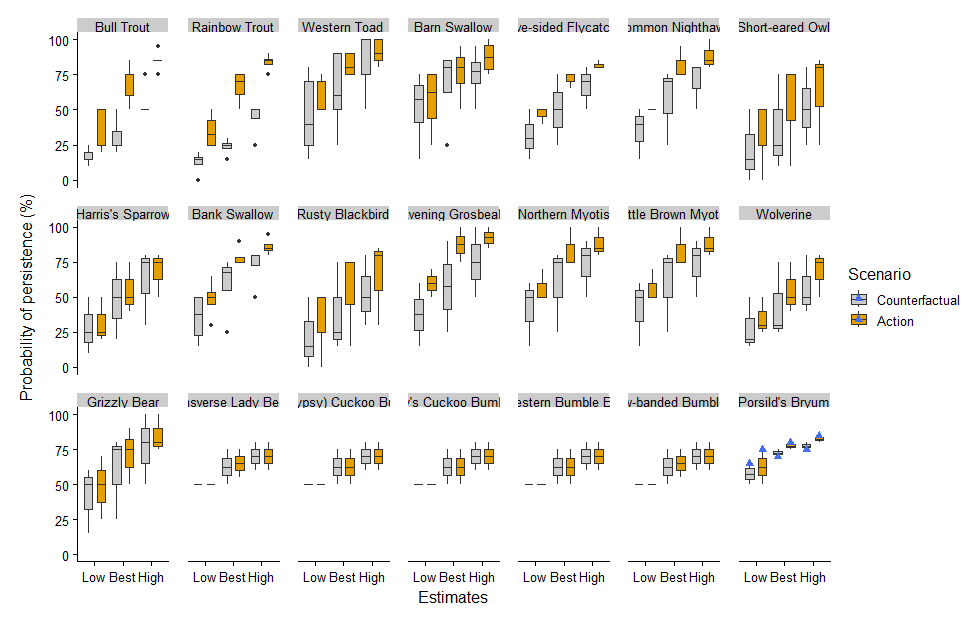 Bull Trout Rainbow Trout Western Toad Barn Swallow ve-sided Flycatc ommon Nighthaw Short-eared Owl
100
75
50
25
0
Harris's Sparrow Bank Swallow Rusty Blackbird vening Grosbeak Northern Myotis ttle Brown Myot Wolverine
100
75
50
25
0
Grizzly Bear nsverse Lady Be ypsy) Cuckoo Bu 's Cuckoo Bumb estern Bumble B w-banded Bumble Porsild's Bryum
100
75
50
25
0
Low Best High Low Best High Low Best High Low Best High Low Best High Low Best High Low Best High
Estimates
Probability of persistence (%)
Scenario
Counterfactual
Action